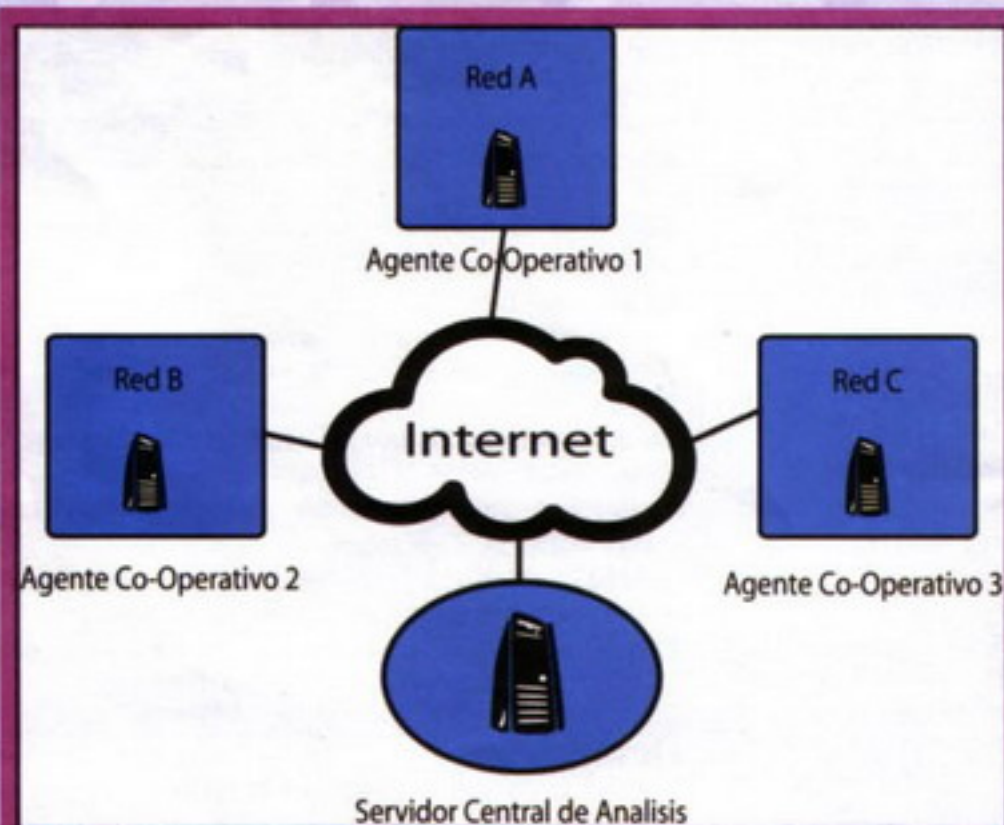 Red A
Agente Co-Operativo 1
Red B
Internet
Red C
Agente Co-Operativo 2
Agente Co-Operativo 3
Servidor Central de Analisis